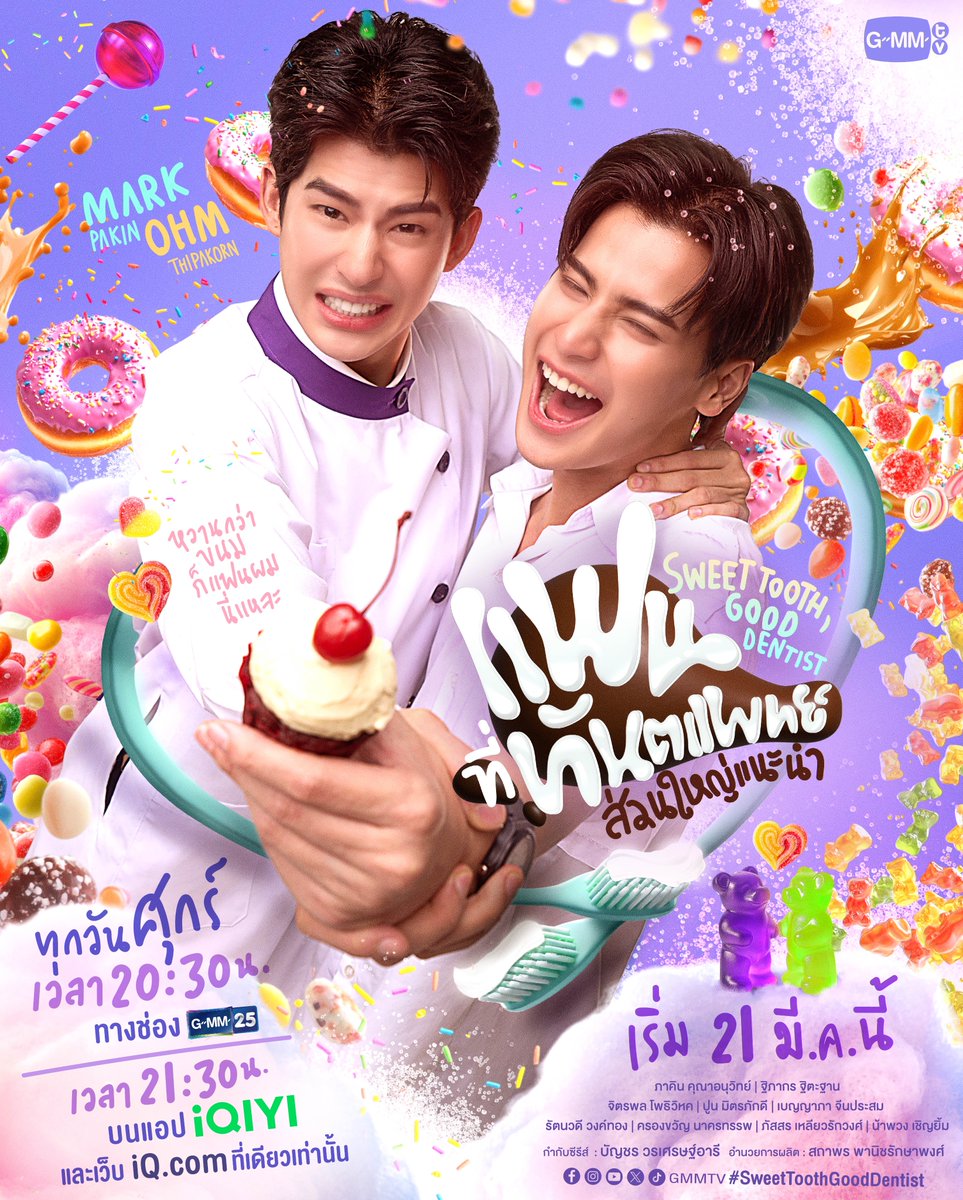 G"MM' TV
MARK
PAKIN
OHM
THIPAKORN
หวานกว่า
ขนม
ก็แฟนผม
นี่แหละ
SWEET TOOTH,
GOOD
DENTIST
แฟน
ที่ทันตแพทย์
ส่วนใหญ่แนะนำ
ทุกวันศุกร์
เวลา 20:30 น.
ทางช่อง G"MM' 25
เวลา 21:30 น.
บนแอป iQIYI
และเว็บ iQ.com ที่เดียวเท่านั้น
เริ่ม 21 มี.ค.นี้
ภาคิน คุณาอนุวิทย์ | ฐิภากร ฐิตะฐาน
จิตรพล โพธิวิหค | ปูน มิตรภักดี | เบญญาภา จีนประสม
รัตนวดี วงค์ทอง | ครองขวัญ นาครทรรพ | ภัสสร เหลียวรักวงศ์ | น้าพวง เชิญยิ้ม
กำกับซีรีส์ : บัญชร วรเศรษฐ์อารี อำนวยการผลิต : สถาพร พานิชรักษาพงศ์
GMMTV #SweetToothGoodDentist